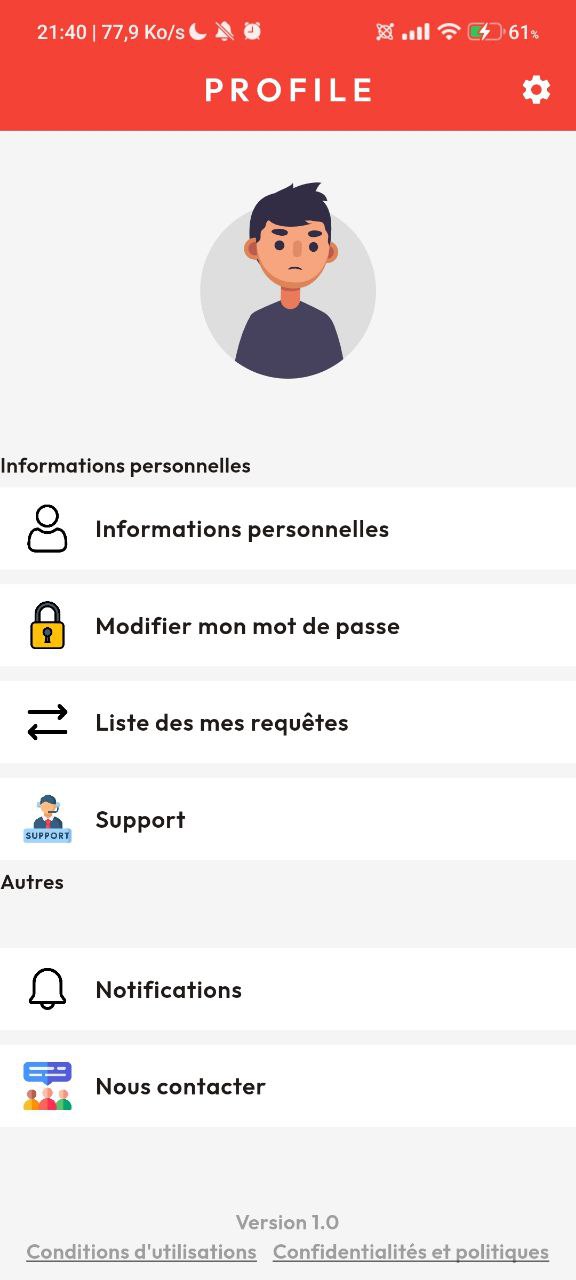 21:40 | 77,9 Ko/s 61%
PROFILE
Informations personnelles
Informations personnelles
Modifier mon mot de passe
Liste des mes requêtes
SUPPORT
Support
Autres
Notifications
Nous contacter
Version 1.0
Conditions d'utilisations Confidentialités et politiques